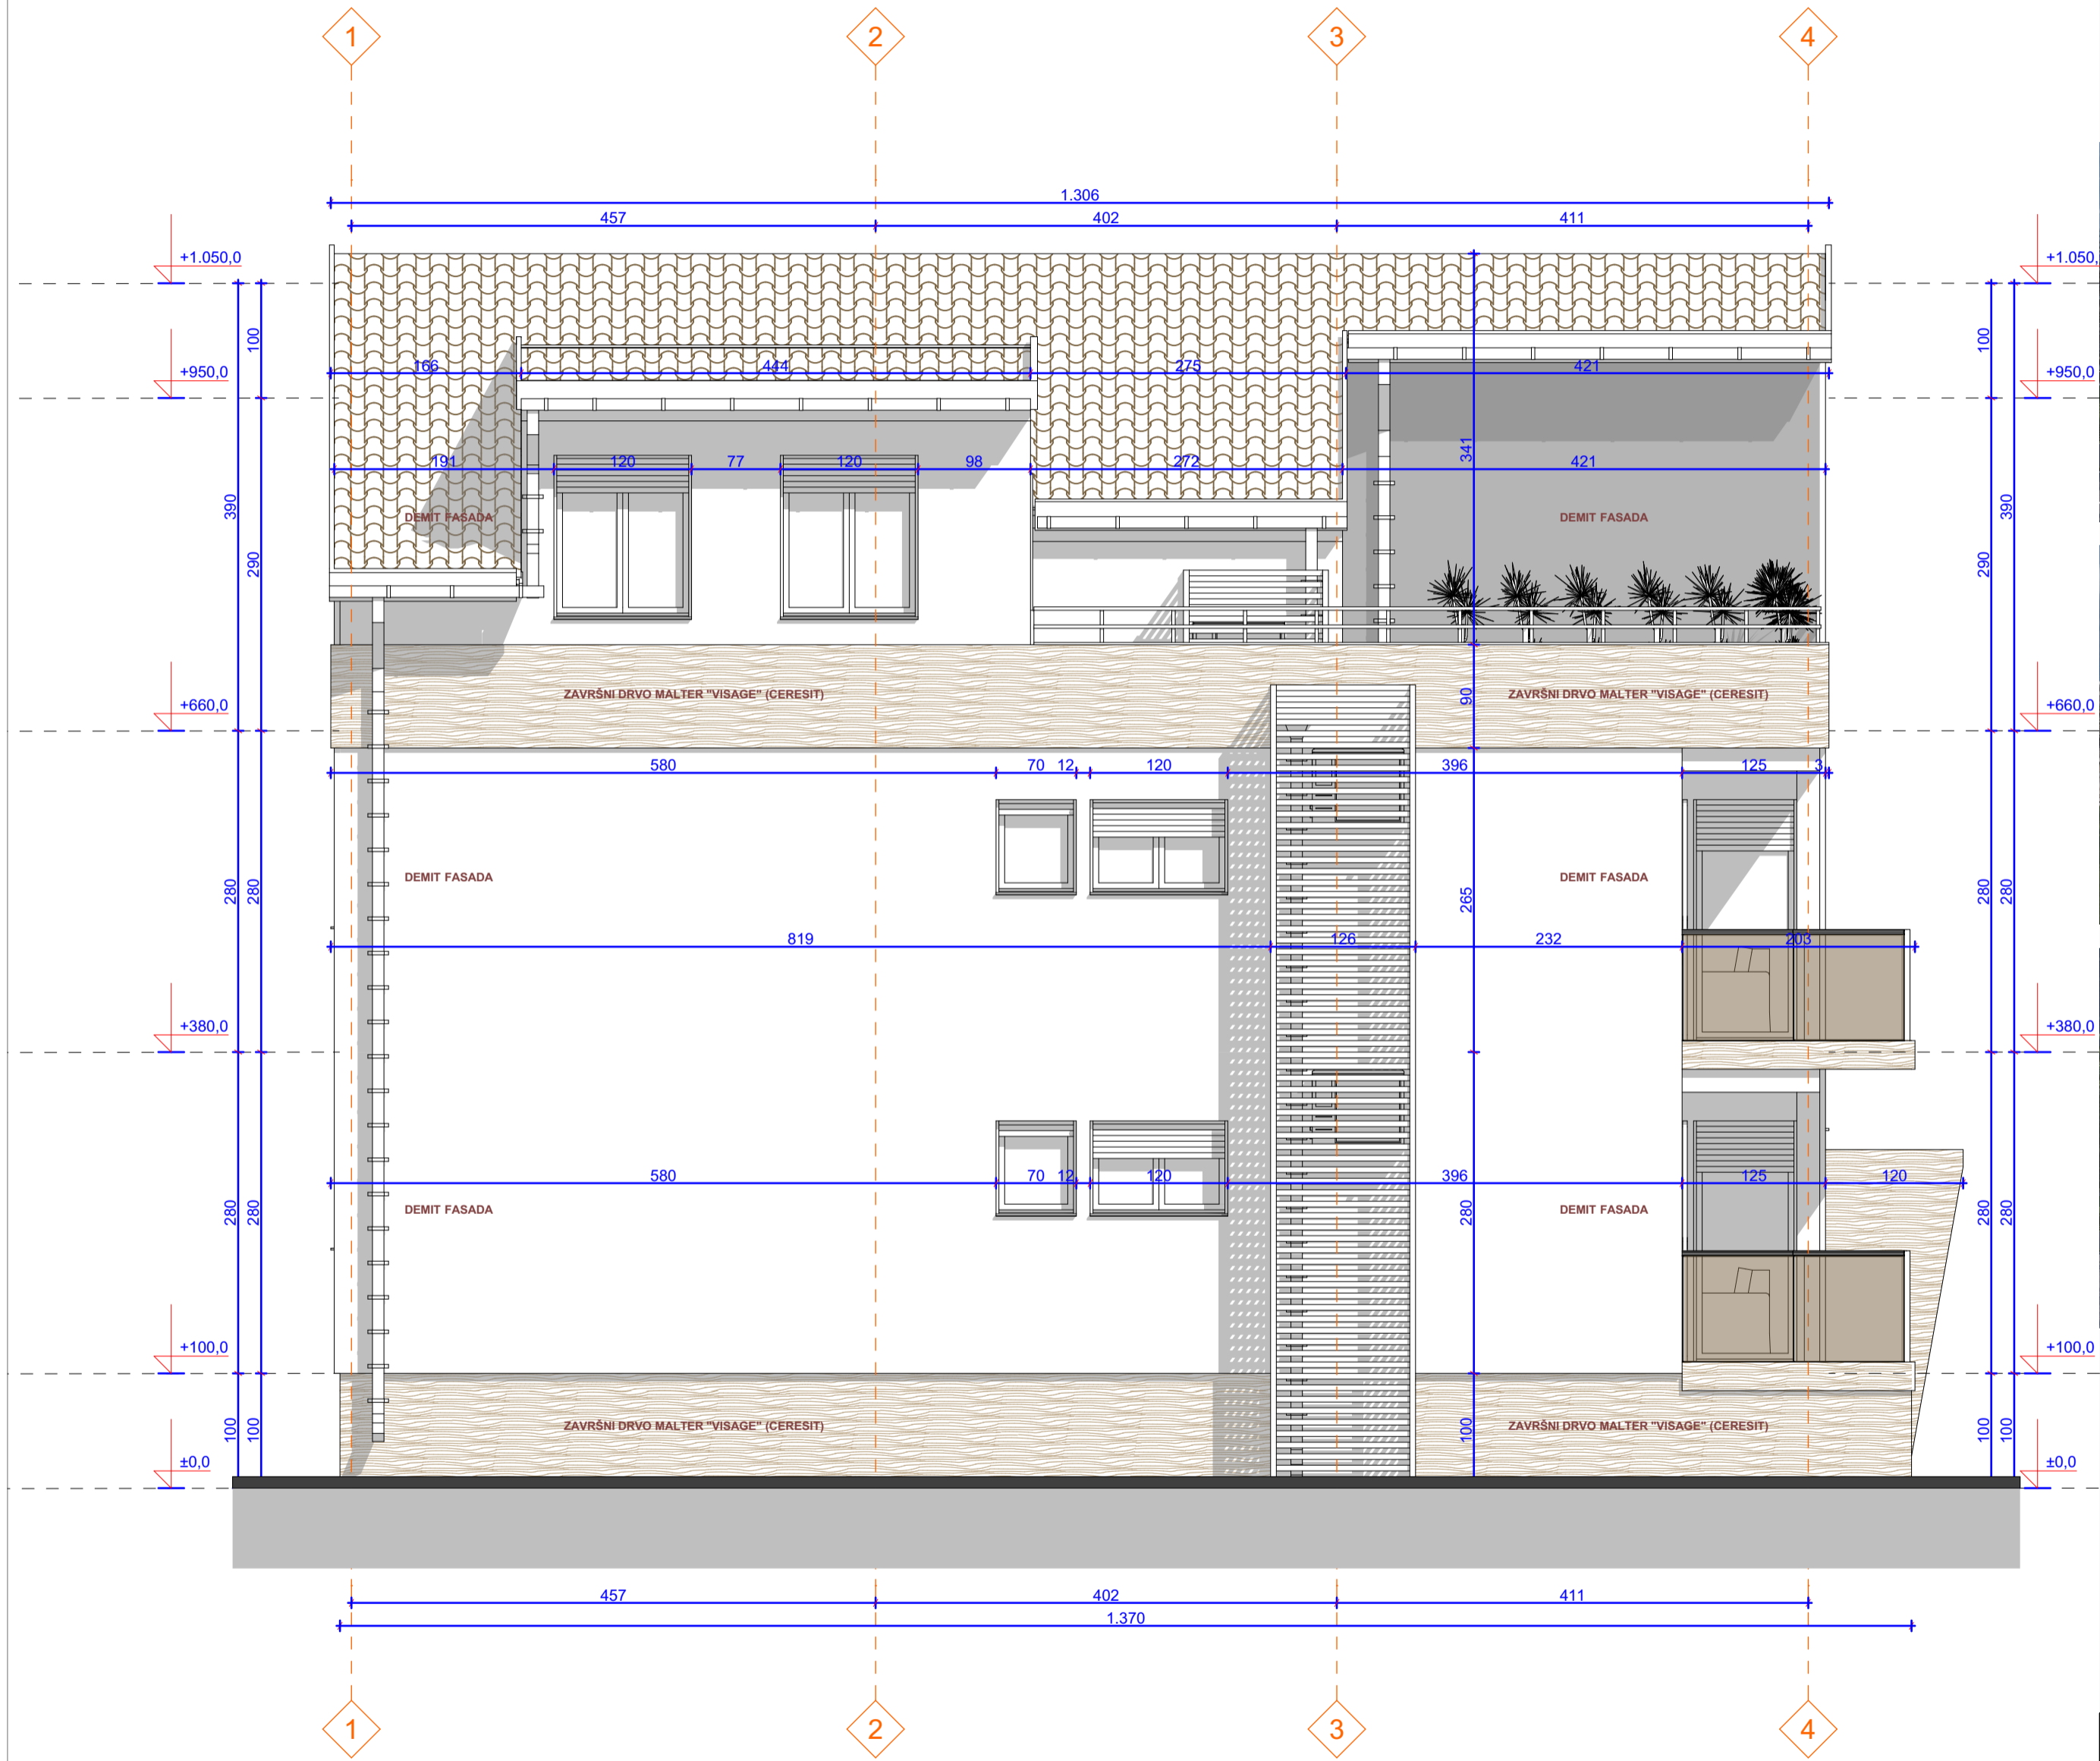 1 2 3 4
1.306
457 402 411
+1.050,0 +1.050,
100 100
166 444 275 421
+950,0 +950,0
341
191 120 77 120 98 272 421
390 390
DEMIT FASADA DEMIT FASADA
290 290
ZAVRŠNI DRVO MALTER "VISAGE" (CERESIT) 90 ZAVRŠNI DRVO MALTER "VISAGE" (CERESIT)
+660,0 +660,0
580 70 12 120 396 125 3
DEMIT FASADA DEMIT FASADA
280 280 265 280 280
819 126 232 203
+380,0 +380,0
580 70 12 120 396 125 120
DEMIT FASADA DEMIT FASADA
280 280 280 280 280
+100,0 +100,0
ZAVRŠNI DRVO MALTER "VISAGE" (CERESIT) ZAVRŠNI DRVO MALTER "VISAGE" (CERESIT)
100 100 100 100 100
±0,0 ±0,0
457 402 411
1.370
1 2 3 4